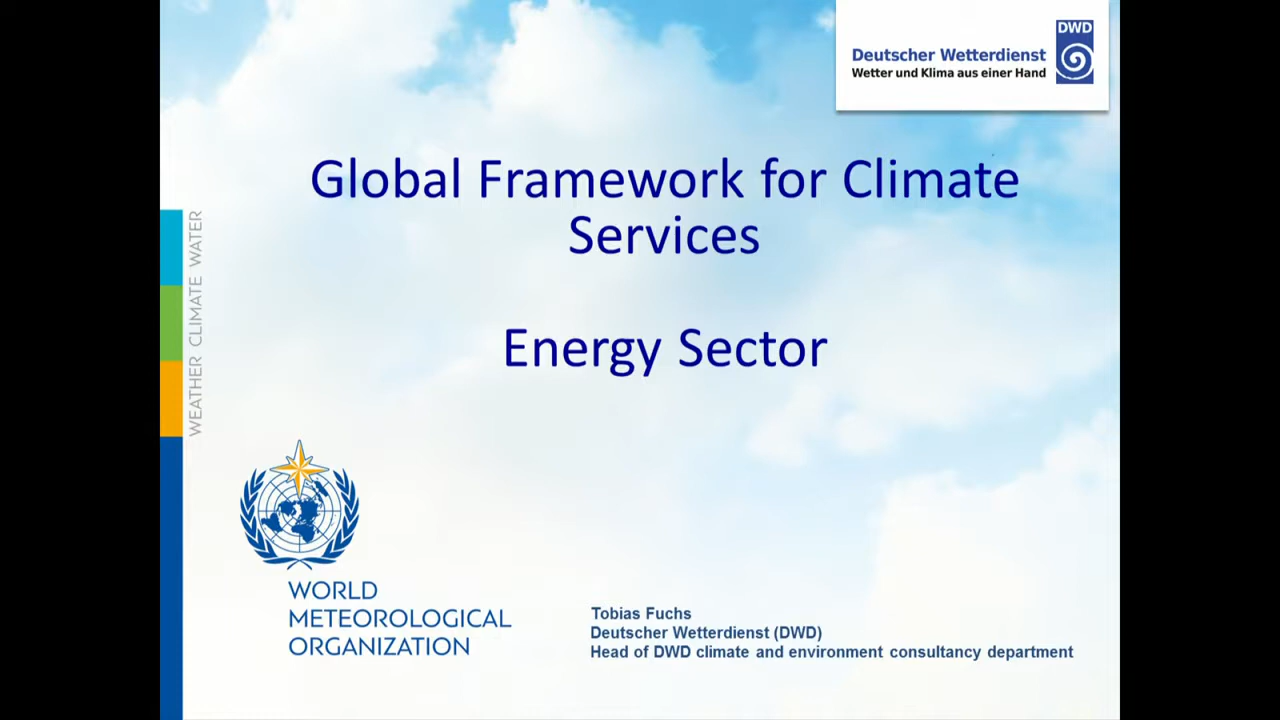 DWD
Deutscher Wetterdienst
Wetter und Klima aus einer Hand
Global Framework for Climate
Services
Energy Sector
WEATHER CLIMATE WATER
WORLD
METEOROLOGICAL
ORGANIZATION
Tobias Fuchs
Deutscher Wetterdienst (DWD)
Head of DWD climate and environment consultancy department